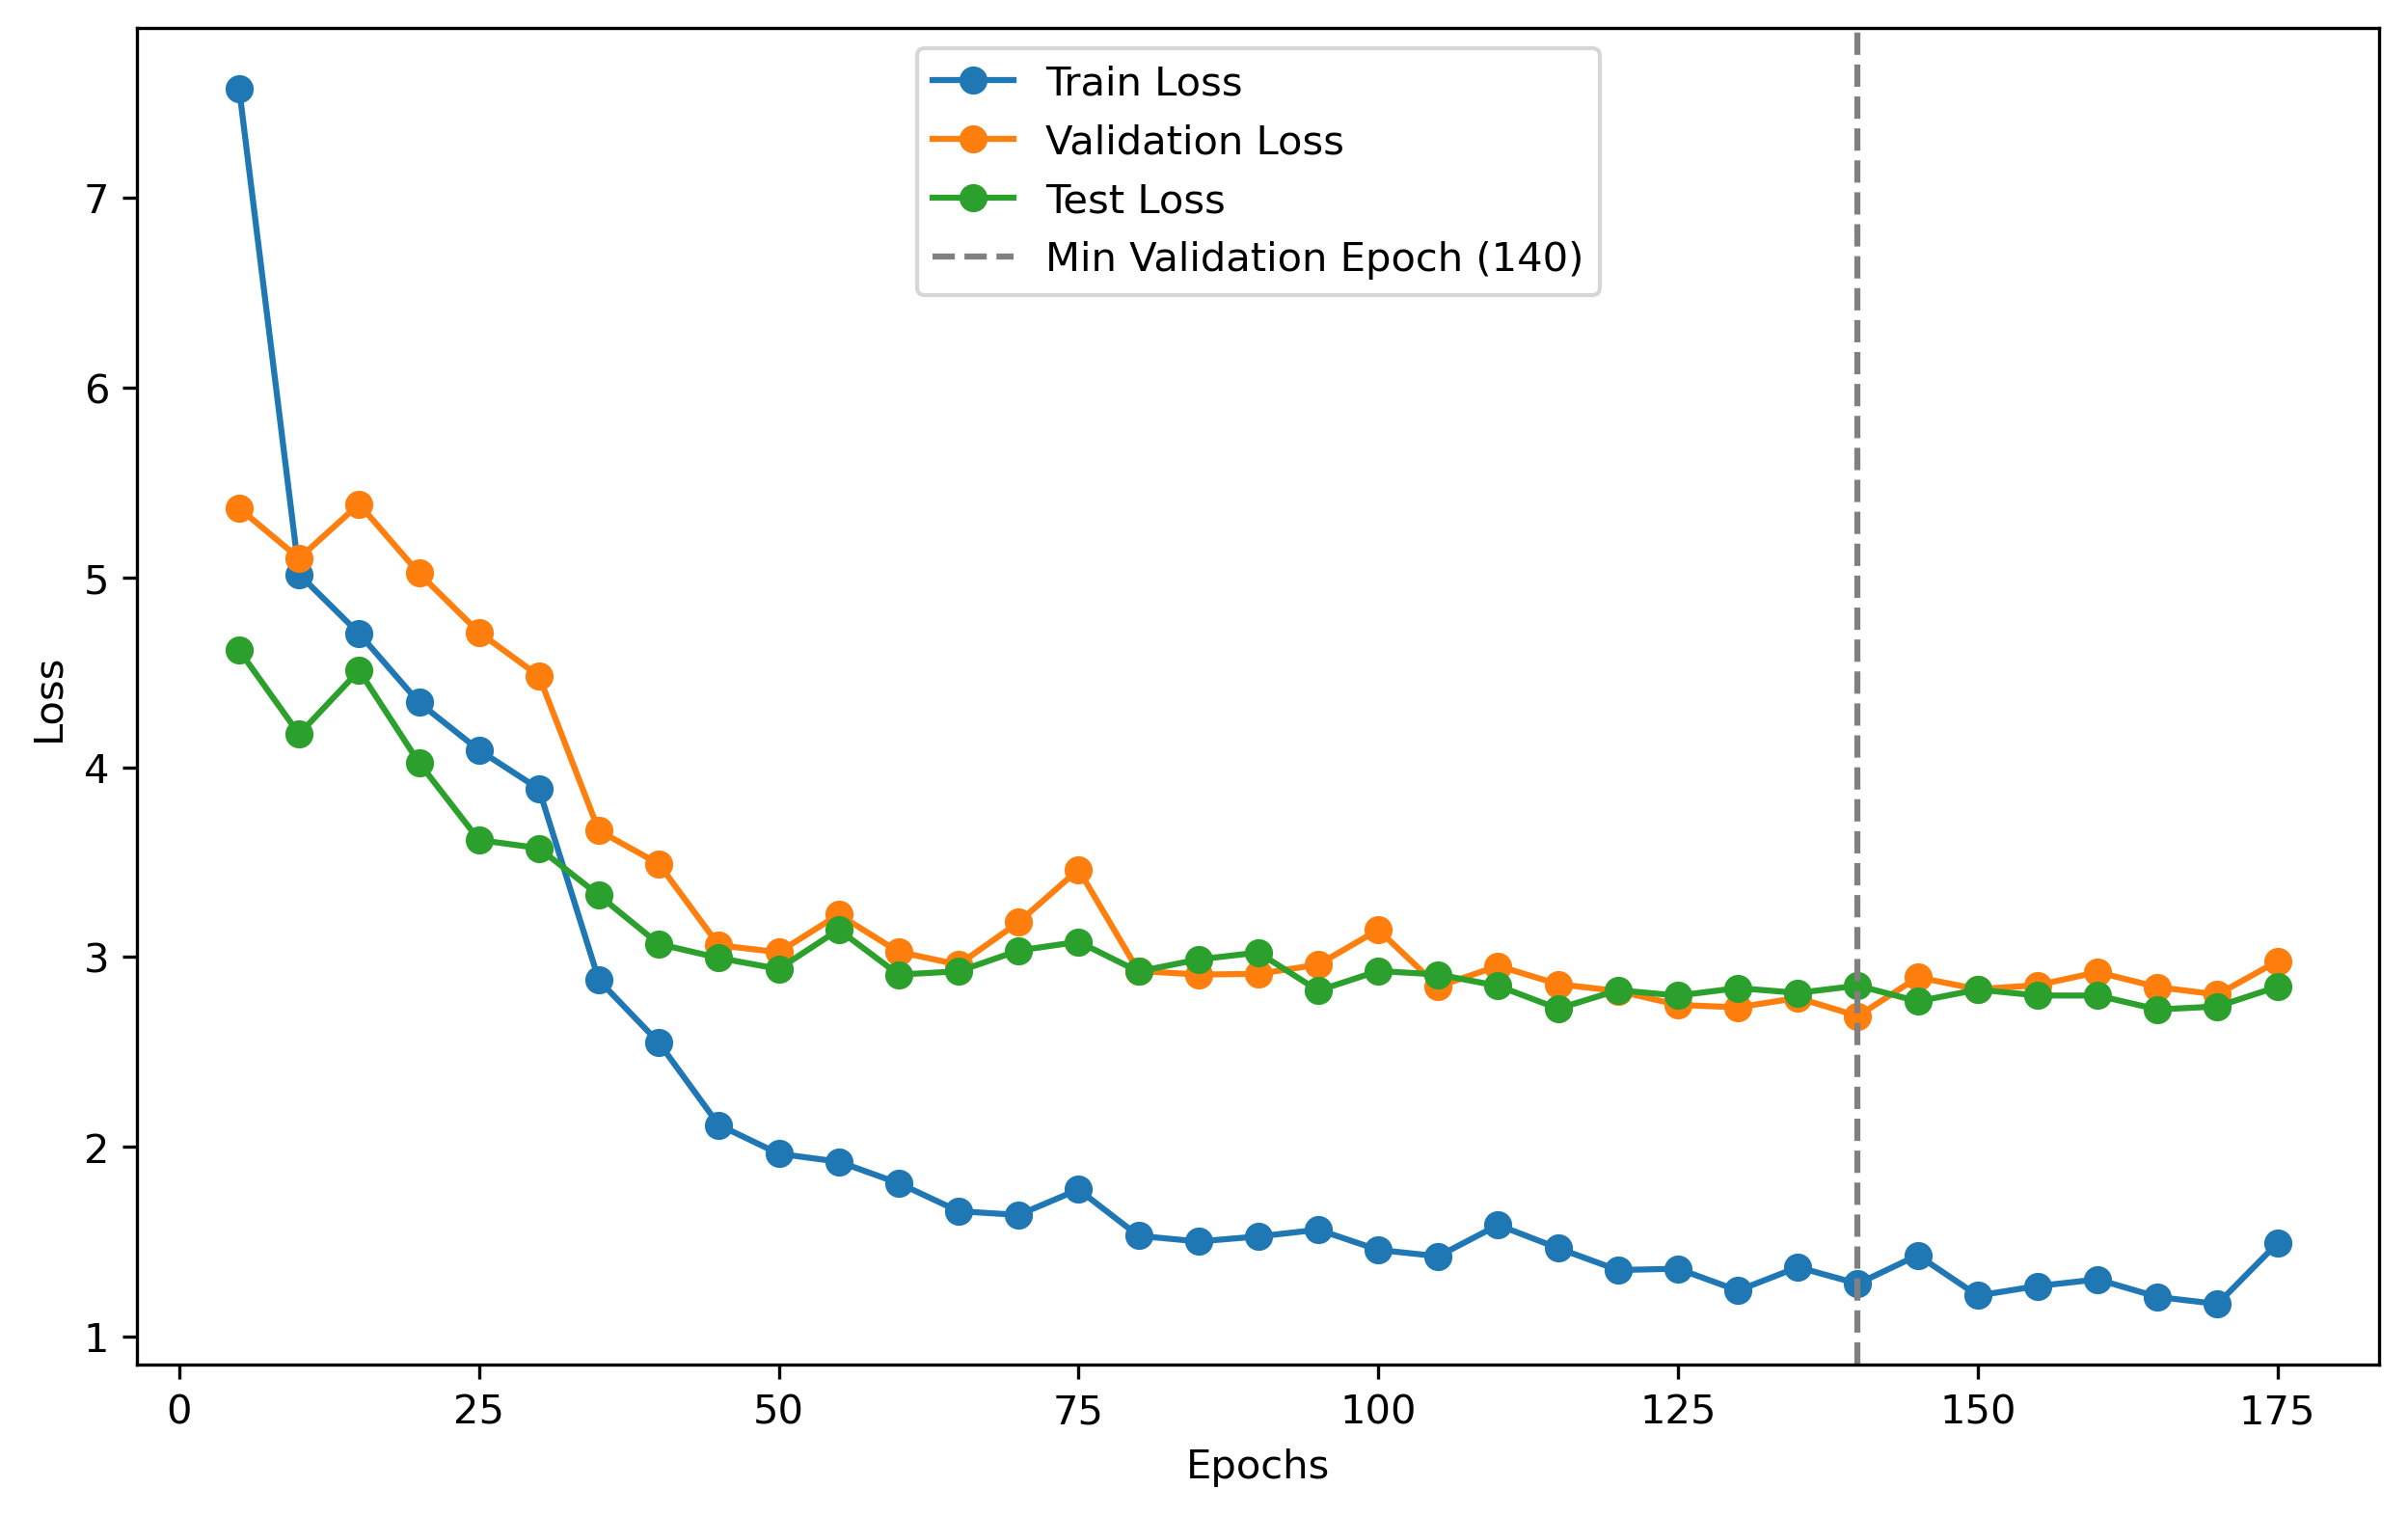 Train Loss
Validation Loss
Test Loss
Min Validation Epoch (140)
7
6
5
4
3
2
1
Loss
0 25 50 75 100 125 150 175
Epochs